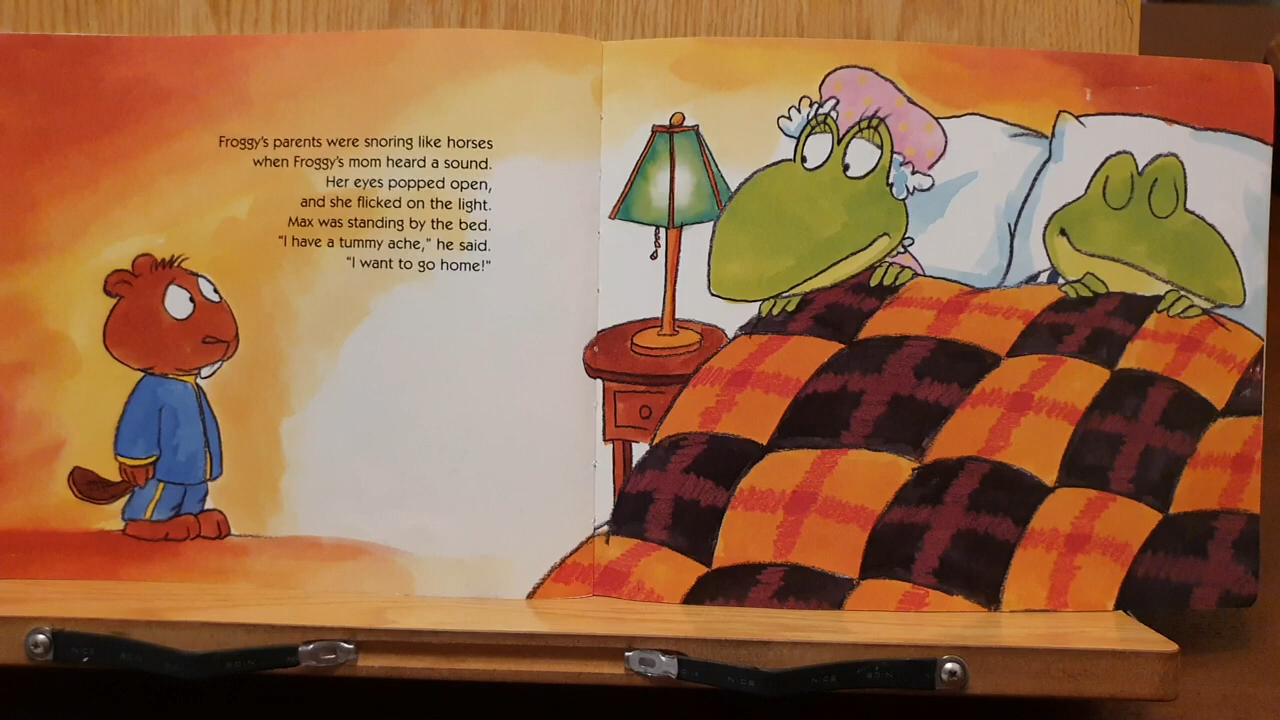 Froggy's parents were snoring like horses
when Froggy's mom heard a sound.
Her eyes popped open,
and she flicked on the light.
Max was standing by the bed.
"I have a tummy ache," he said.
"I want to go home!"